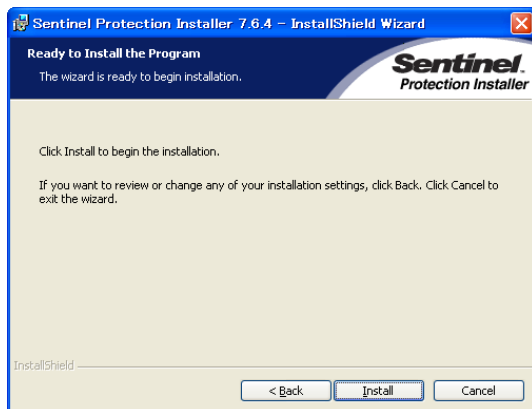 Sentinel Protection Installer 7.6.4 – InstallShield Wizard
Ready to Install the Program
The wizard is ready to begin installation.
Sentinel.
Protection Installer
Click Install to begin the installation.
If you want to review or change any of your installation settings, click Back. Click Cancel to
exit the wizard.
InstallShield
< Back
Install
Cancel